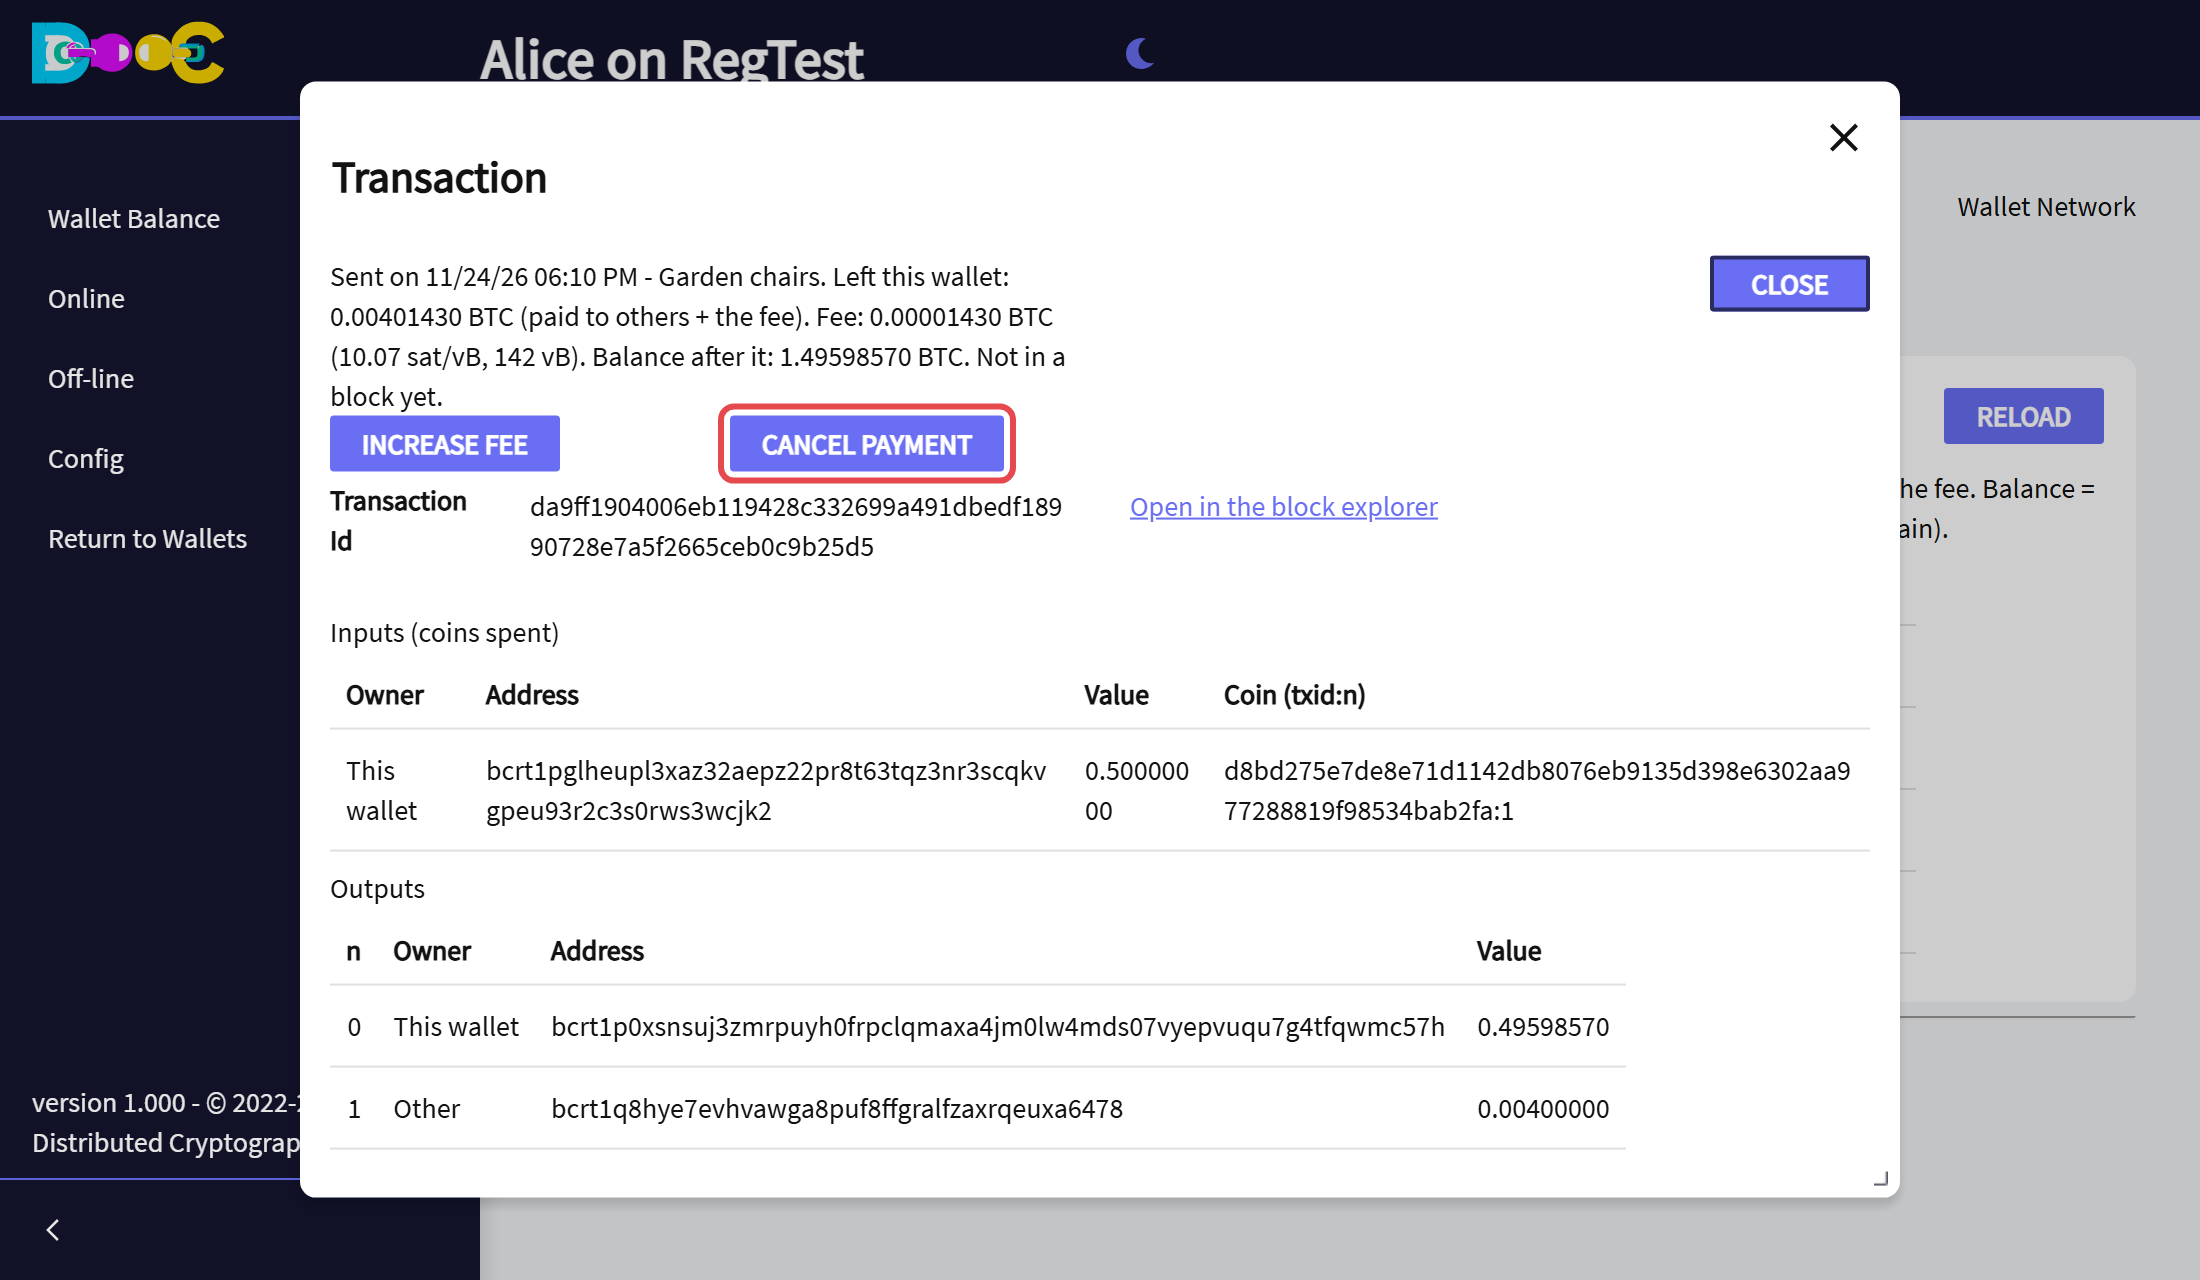 Alice on RegTest
Wallet Balance
Online
Off-line
Config
Return to Wallets
version 1.000 - © 2022-
Distributed Cryptograp
Wallet Network
RELOAD
he fee. Balance =
ain).
Transaction
Sent on 11/24/26 06:10 PM - Garden chairs. Left this wallet:
0.00401430 BTC (paid to others + the fee). Fee: 0.00001430 BTC
(10.07 sat/vB, 142 vB). Balance after it: 1.49598570 BTC. Not in a
block yet.
CLOSE
INCREASE FEE
CANCEL PAYMENT
Transaction
Id
da9ff1904006eb119428c332699a491dbedf189
90728e7a5f2665ceb0c9b25d5
Open in the block explorer
Inputs (coins spent)
Owner Address Value Coin (txid:n)
This
wallet
bcrt1pglheupl3xaz32aepz22pr8t63tqz3nr3scqkv
gpeu93r2c3s0rws3wcjk2
0.500000
00
d8bd275e7de8e71d1142db8076eb9135d398e6302aa9
77288819f98534bab2fa:1
Outputs
n Owner Address Value
0 This wallet bcrt1p0xsnsuj3zmrpuyh0frpclqmaxa4jm0lw4mds07vyepvuqu7g4tfqwmc57h 0.49598570
1 Other bcrt1q8hye7evhvawga8puf8ffgralfzaxrqeuxa6478 0.00400000